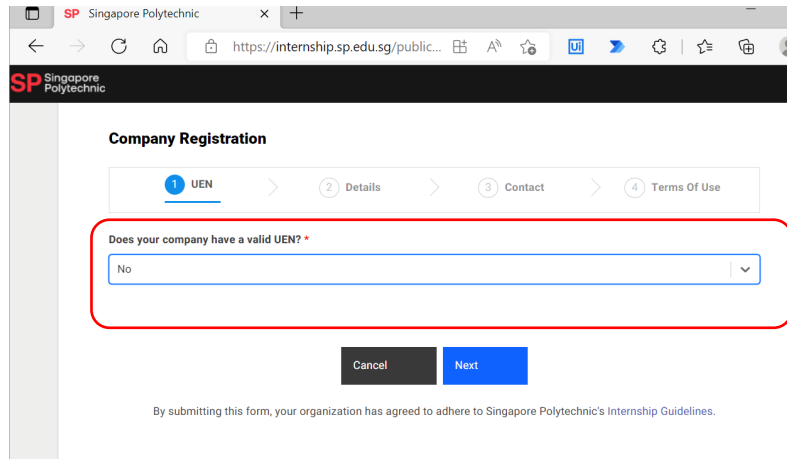 SP Singapore Polytechnic
https://internship.sp.edu.sg/public...
SP Singapore
Polytechnic
Company Registration
1 UEN 2 Details 3 Contact 4 Terms Of Use
Does your company have a valid UEN? *
No
Cancel Next
By submitting this form, your organization has agreed to adhere to Singapore Polytechnic's Internship Guidelines.